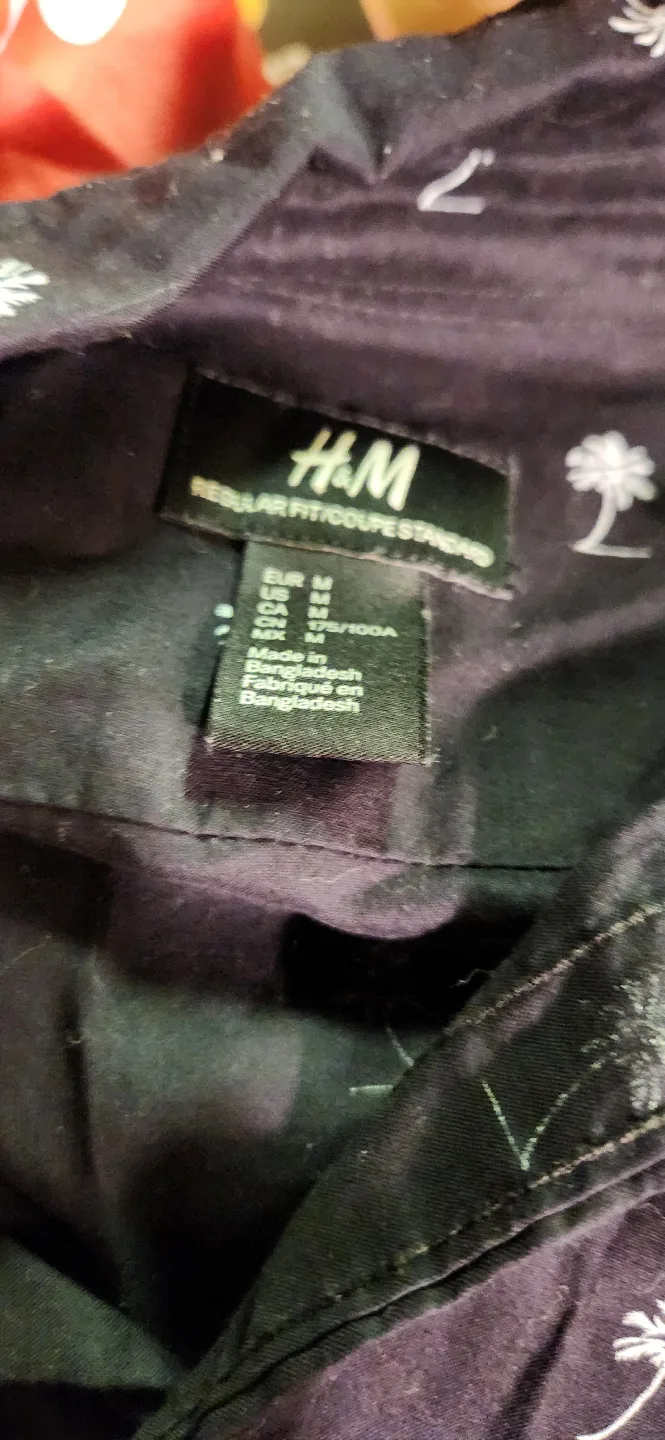 H&M
REGULAR FIT/COUPE STANDARD
EUR M
US M
CA M
CN 175/100A
MX M
Made in
Bangladesh
Fabriqué en
Bangladesh